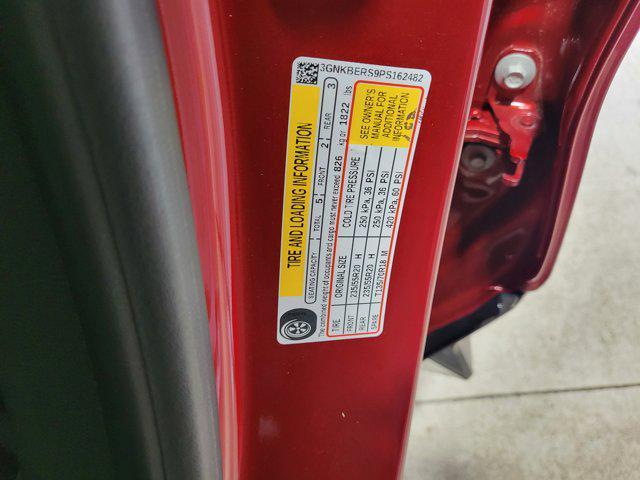 3GNKBERS9PS162482
TIRE AND LOADING INFORMATION
SEATING CAPACITY TOTAL 5 FRONT 2 REAR 3
The combined weight of occupants and cargo must never exceed 826 kg or 1822 lbs
TIRE ORIGINAL SIZE COLD TIRE PRESSURE
FRONT 235/55R20 H 250 kPa, 36 PSI
REAR 235/55R20 H 250 kPa, 36 PSI
SPARE T135/70R18 M 420 kPa, 60 PSI
SEE OWNER'S
MANUAL FOR
ADDITIONAL
INFORMATION